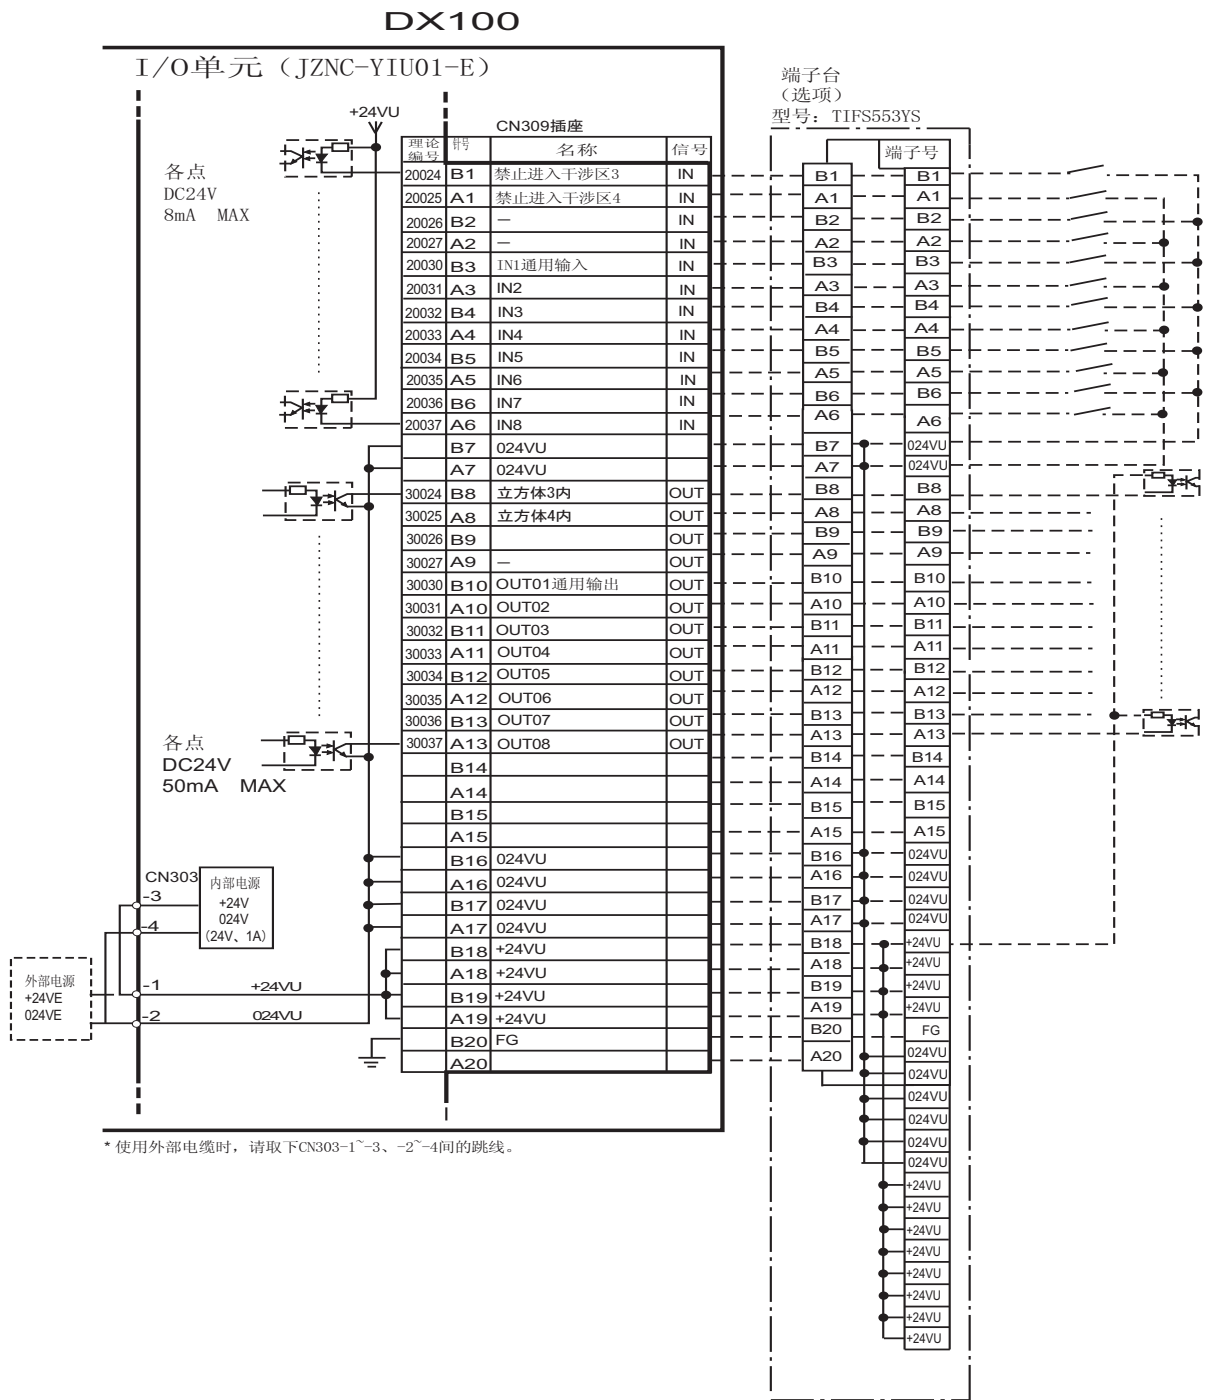 DX100
I/O单元（JZNC-YIU01-E）
端子台
（选项）
型号：TIFS553YS
+24VU
CN309插座
理论编号 针号 名称 信号
端子号
各点
DC24V
8mA MAX
20024 B1 禁止进入干涉区3 IN B1 B1
20025 A1 禁止进入干涉区4 IN A1 A1
20026 B2 — IN B2 B2
20027 A2 — IN A2 A2
20030 B3 IN1通用输入 IN B3 B3
20031 A3 IN2 IN A3 A3
20032 B4 IN3 IN B4 B4
20033 A4 IN4 IN A4 A4
20034 B5 IN5 IN B5 B5
20035 A5 IN6 IN A5 A5
20036 B6 IN7 IN B6 B6
20037 A6 IN8 IN A6 A6
B7 024VU B7 024VU
A7 024VU A7 024VU
30024 B8 立方体3内 OUT B8 B8
30025 A8 立方体4内 OUT A8 A8
30026 B9 OUT B9 B9
30027 A9 — OUT A9 A9
30030 B10 OUT01通用输出 OUT B10 B10
30031 A10 OUT02 OUT A10 A10
30032 B11 OUT03 OUT B11 B11
30033 A11 OUT04 OUT A11 A11
30034 B12 OUT05 OUT B12 B12
30035 A12 OUT06 OUT A12 A12
30036 B13 OUT07 OUT B13 B13
30037 A13 OUT08 OUT A13 A13
各点
DC24V
50mA MAX
B14 B14 B14
A14 A14 A14
B15 B15 B15
A15 A15 A15
B16 024VU B16 024VU
A16 024VU A16 024VU
B17 024VU B17 024VU
A17 024VU A17 024VU
B18 +24VU B18 +24VU
A18 +24VU A18 +24VU
B19 +24VU B19 +24VU
A19 +24VU A19 +24VU
B20 FG B20 FG
A20 A20 024VU
024VU
024VU
024VU
024VU
024VU
+24VU
+24VU
+24VU
+24VU
+24VU
+24VU
+24VU
+24VU
CN303
-3
-4
内部电源
+24V
024V
(24V、1A)
外部电源
+24VE
024VE
-1 +24VU
-2 024VU
* 使用外部电缆时，请取下CN303-1~-3、-2~-4间的跳线。